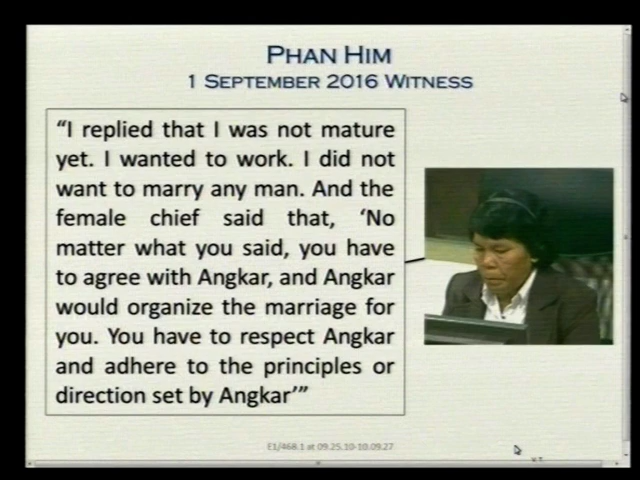 PHAN HIM
1 SEPTEMBER 2016 WITNESS
“I replied that I was not mature
yet. I wanted to work. I did not
want to marry any man. And the
female chief said that, ‘No
matter what you said, you have
to agree with Angkar, and Angkar
would organize the marriage for
you. You have to respect Angkar
and adhere to the principles or
direction set by Angkar’”
E1/468.1 at 09.25.10-10.09.27